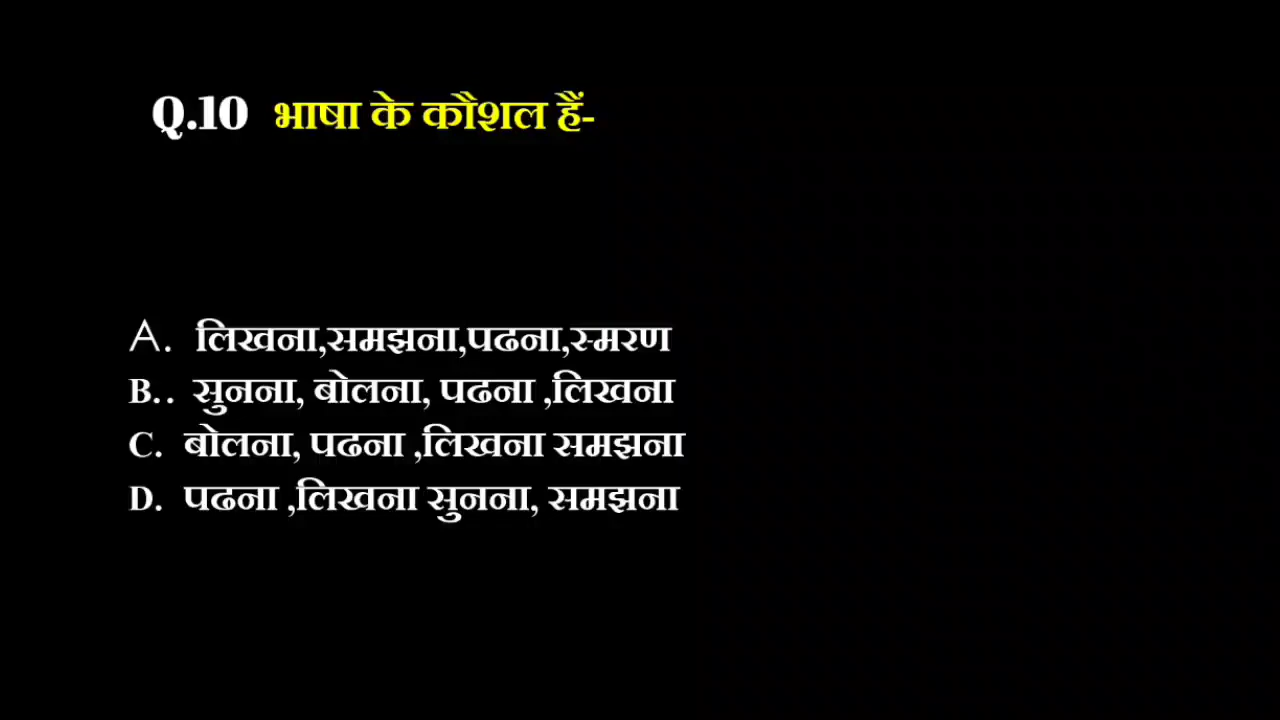 Q.10 भाषा के कौशल हैं-
A. लिखना,समझना,पढना,स्मरण
B.. सुनना, बोलना, पढना ,लिखना
C. बोलना, पढना ,लिखना समझना
D. पढना ,लिखना सुनना, समझना